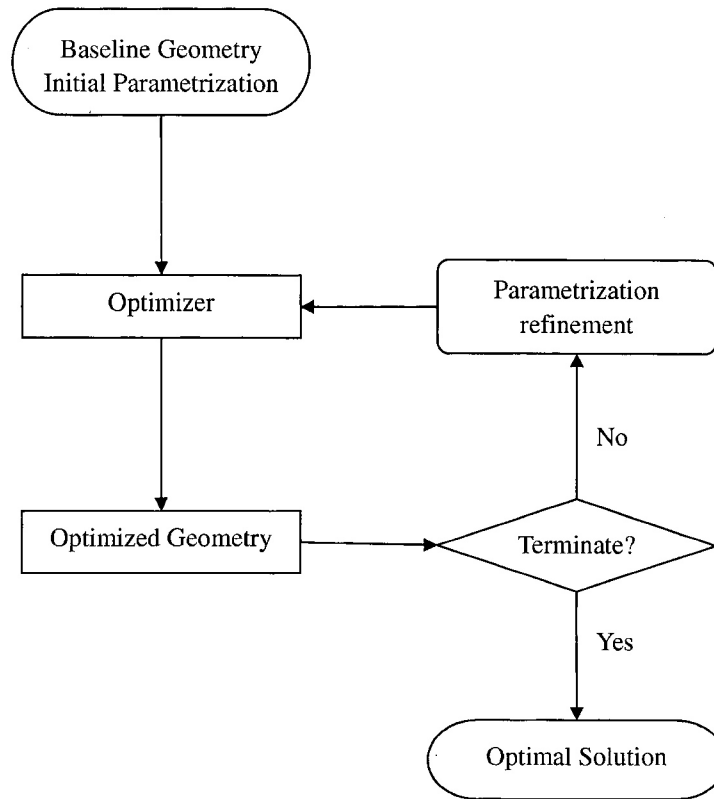 Baseline Geometry
Initial Parametrization
Optimizer
Parametrization
refinement
No
Optimized Geometry
Terminate?
Yes
Optimal Solution